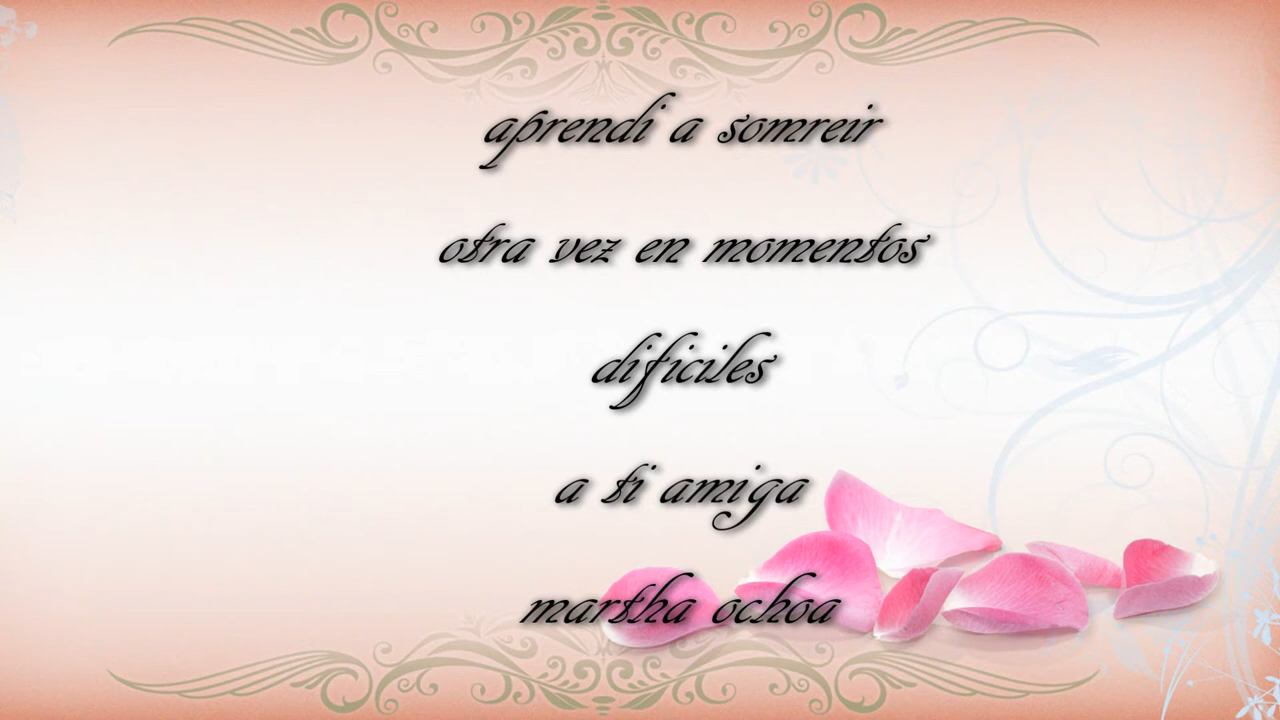 aprendi a somreir
otra vez en momentos
dificiles
a ti amiga
martha ochoa